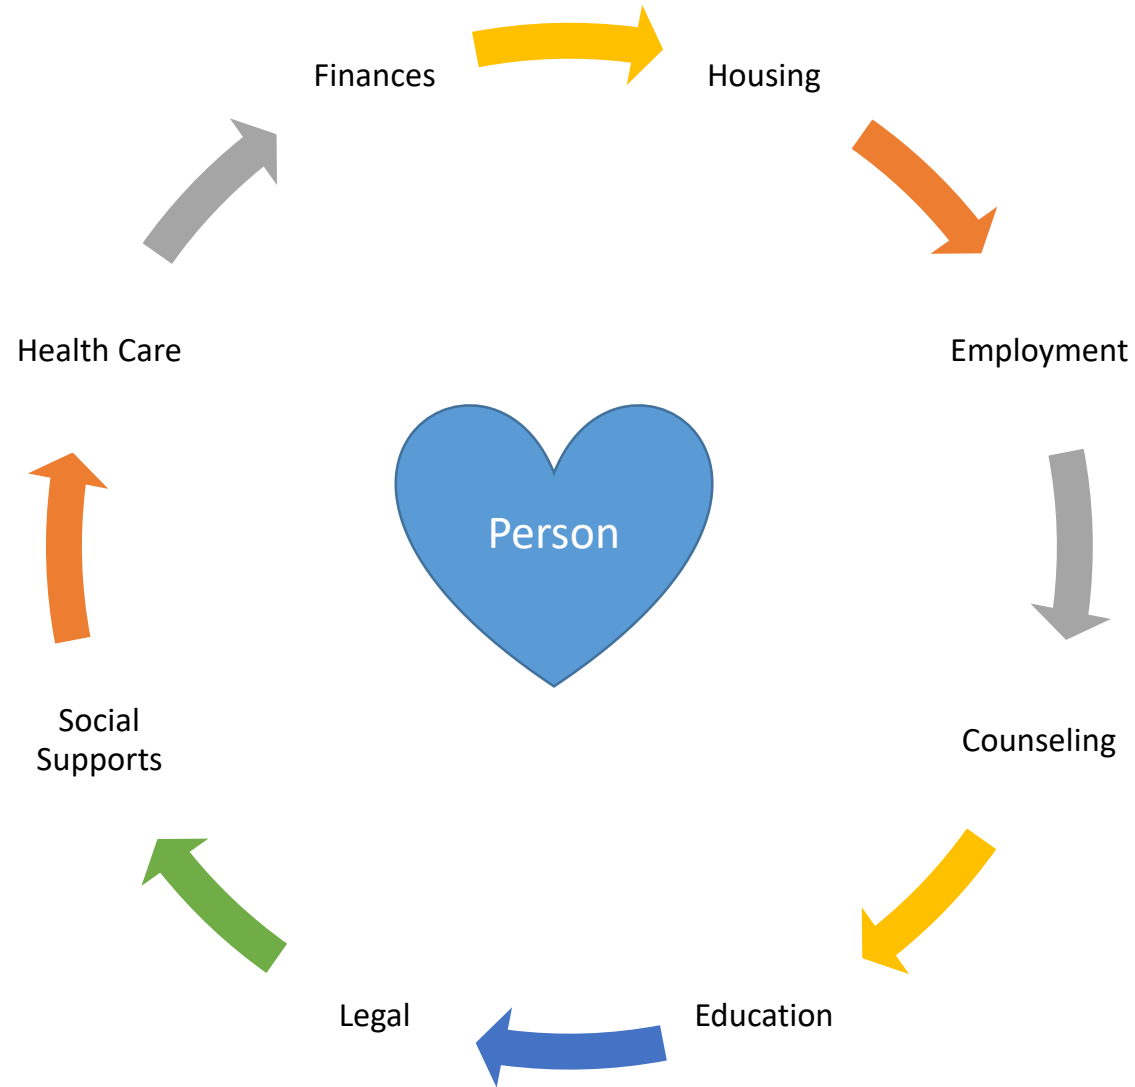 Finances
Housing
Health Care
Employment
Person
Social
Supports
Counseling
Legal
Education